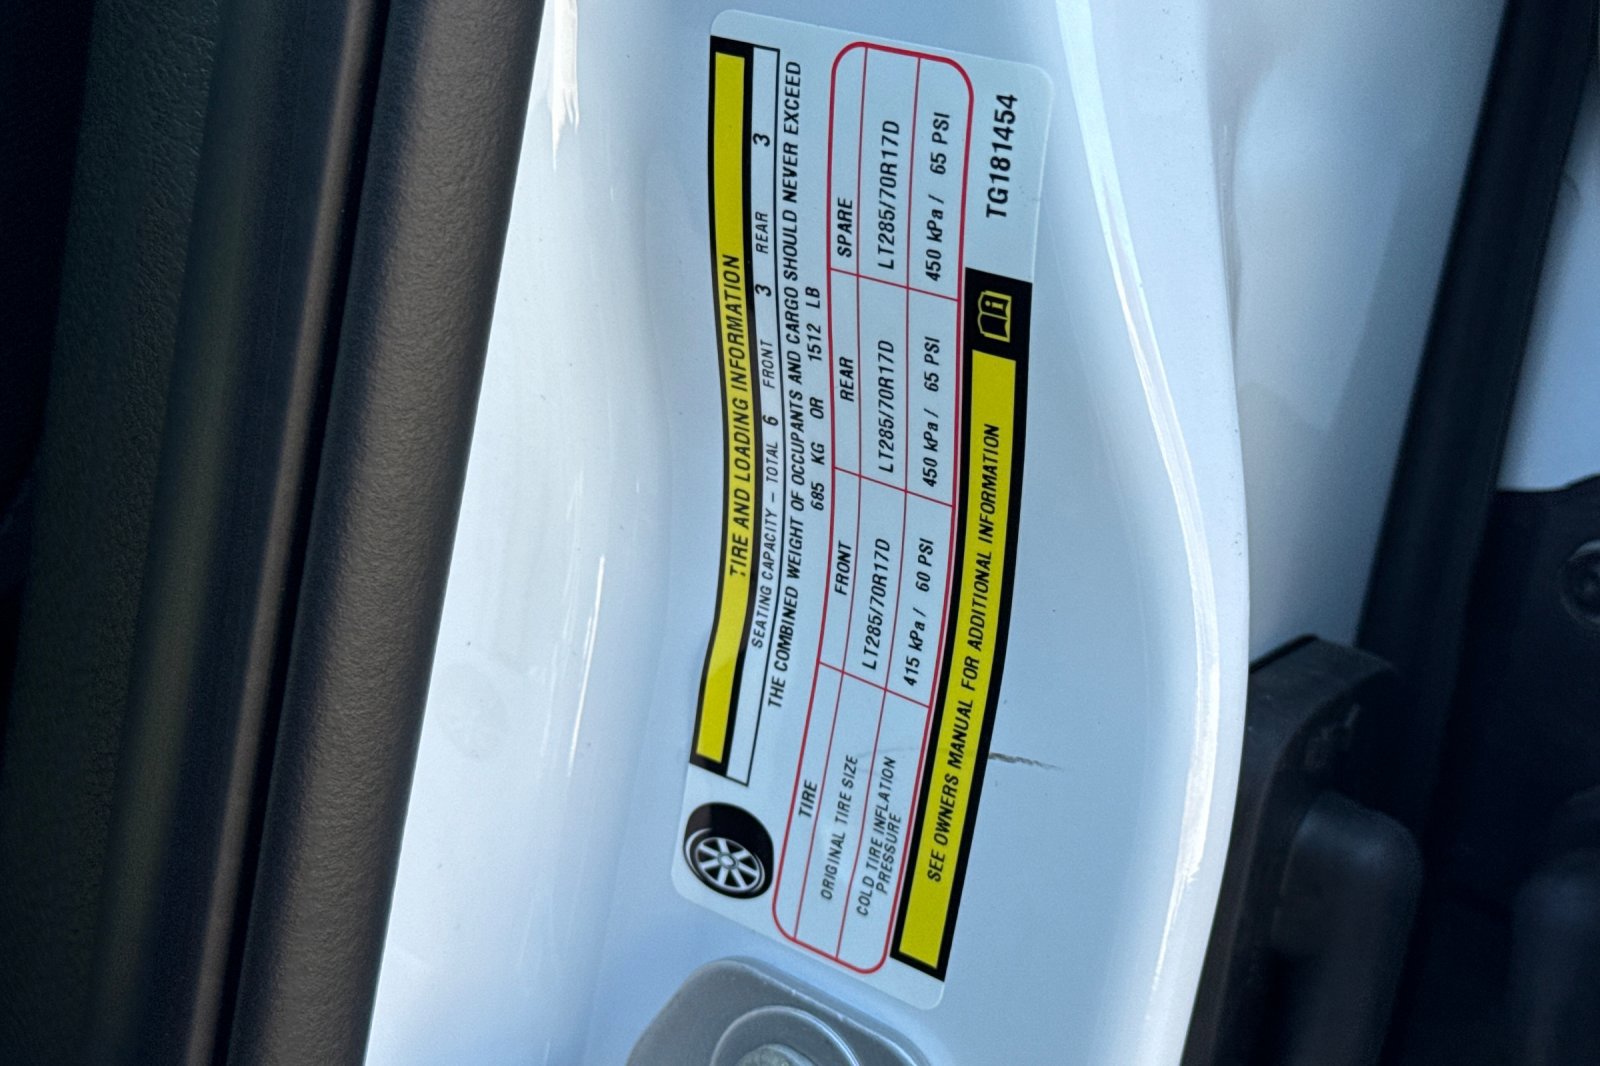 TIRE AND LOADING INFORMATION
SEATING CAPACITY - TOTAL 6 FRONT 3 REAR 3
THE COMBINED WEIGHT OF OCCUPANTS AND CARGO SHOULD NEVER EXCEED
685 KG OR 1512 LB
TIRE FRONT REAR SPARE
ORIGINAL TIRE SIZE LT285/70R17D LT285/70R17D LT285/70R17D
COLD TIRE INFLATION PRESSURE 415 kPa / 60 PSI 450 kPa / 65 PSI 450 kPa / 65 PSI
SEE OWNERS MANUAL FOR ADDITIONAL INFORMATION
TG181454